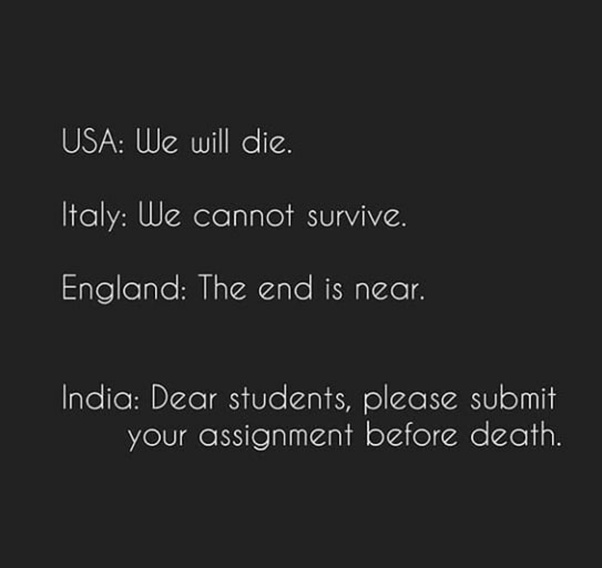 USA: We will die.
Italy: We cannot survive.
England: The end is near.
India: Dear students, please submit
your assignment before death.